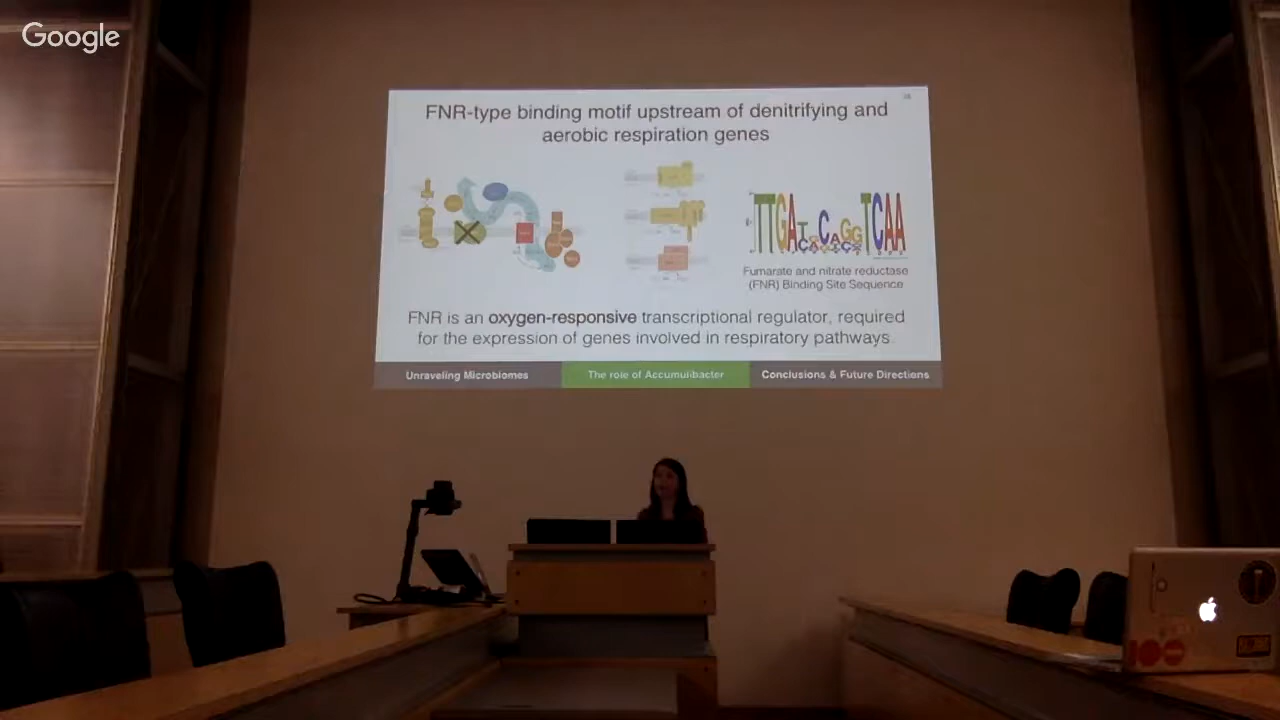 Google
FNR-type binding motif upstream of denitrifying and
aerobic respiration genes
Fumarate and nitrate reductase
(FNR) Binding Site Sequence
FNR is an oxygen-responsive transcriptional regulator, required
for the expression of genes involved in respiratory pathways
Unraveling Microbiomes
The role of Accumulibacter
Conclusions & Future Directions